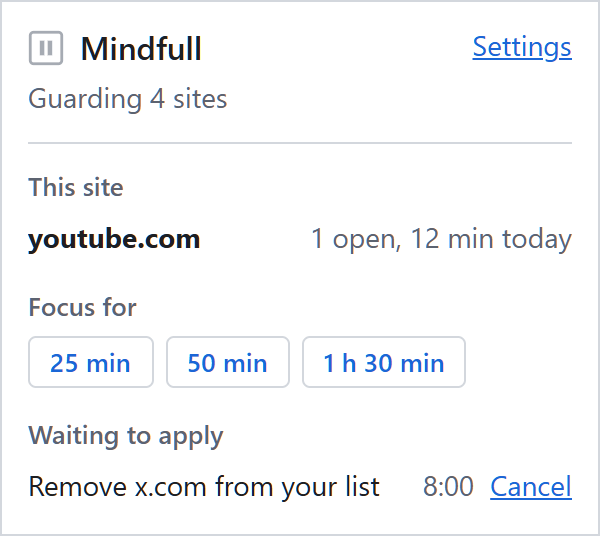 Mindfull
Settings
Guarding 4 sites
This site
youtube.com
1 open, 12 min today
Focus for
25 min
50 min
1 h 30 min
Waiting to apply
Remove x.com from your list
8:00
Cancel